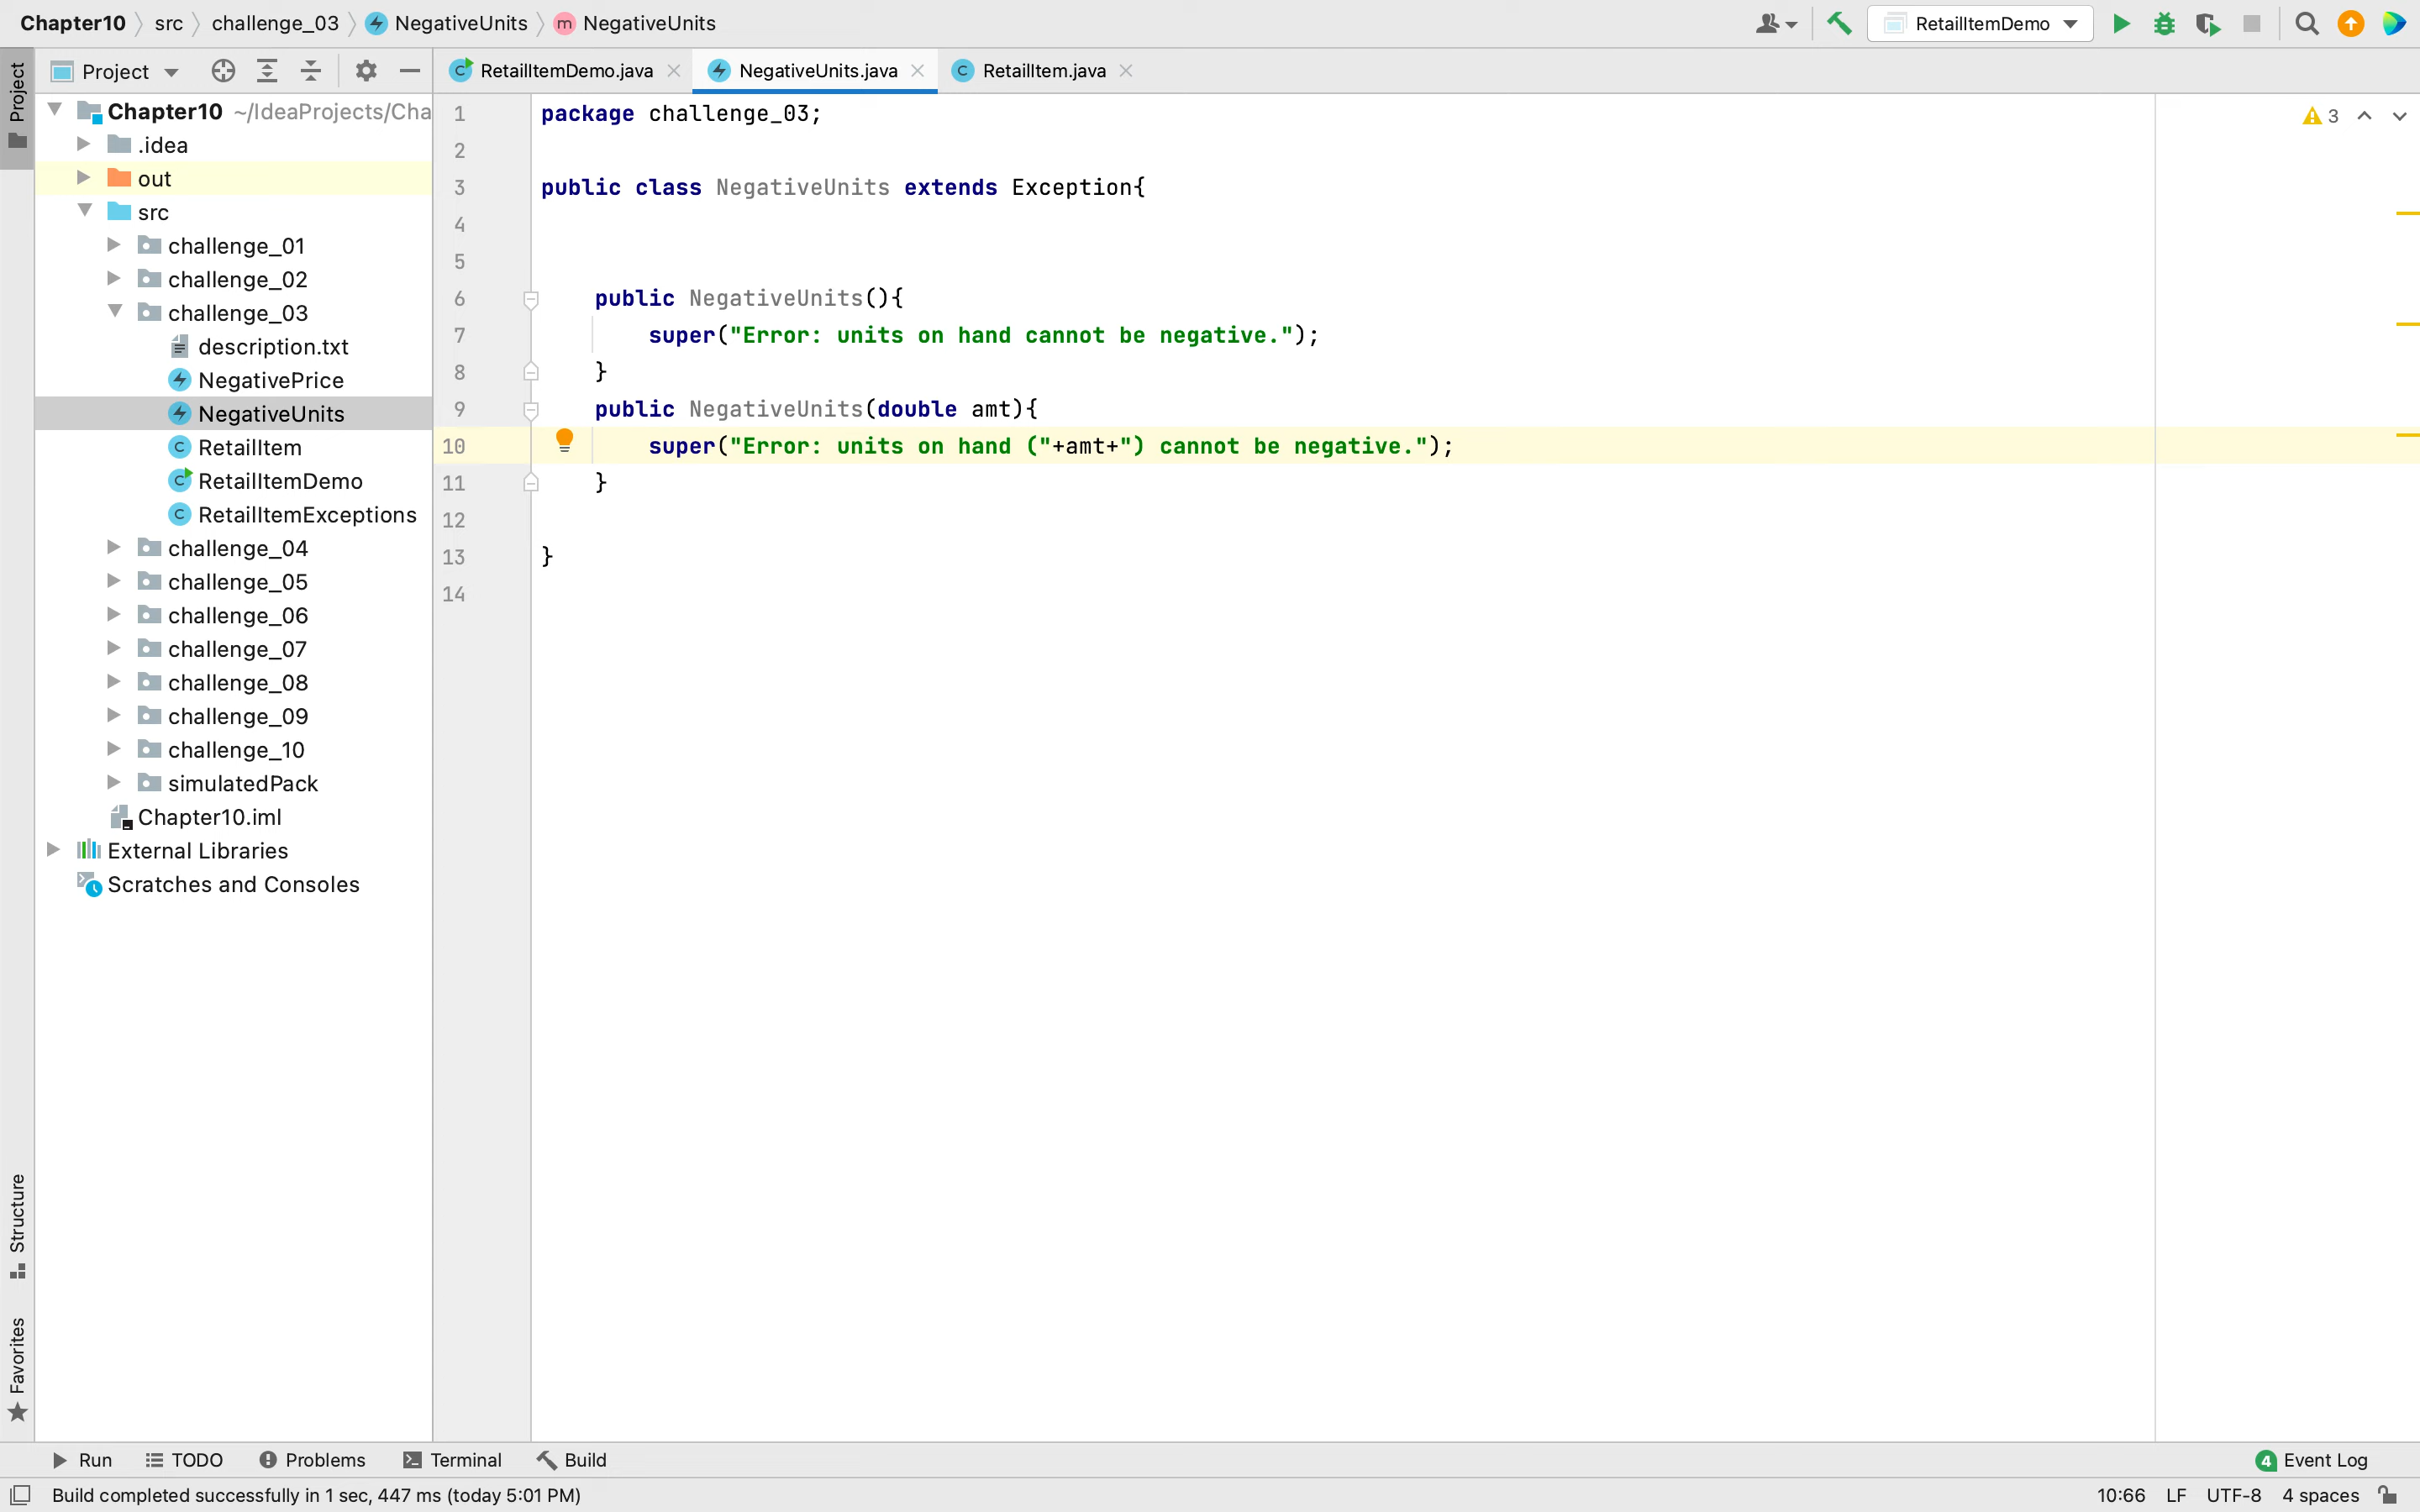 Chapter10 src challenge_03 NegativeUnits m NegativeUnits
RetailItemDemo
Project
RetailItemDemo.java NegativeUnits.java RetailItem.java
Project
Chapter10 ~/IdeaProjects/Cha
.idea
out
src
challenge_01
challenge_02
challenge_03
description.txt
NegativePrice
NegativeUnits
RetailItem
RetailItemDemo
RetailItemExceptions
challenge_04
challenge_05
challenge_06
challenge_07
challenge_08
challenge_09
challenge_10
simulatedPack
Chapter10.iml
External Libraries
Scratches and Consoles
Structure
Favorites
3
1 package challenge_03;
2
3 public class NegativeUnits extends Exception{
4
5
6 public NegativeUnits(){
7 super("Error: units on hand cannot be negative.");
8 }
9 public NegativeUnits(double amt){
10 super("Error: units on hand ("+amt+") cannot be negative.");
11 }
12
13 }
14
Run TODO Problems Terminal Build
4 Event Log
Build completed successfully in 1 sec, 447 ms (today 5:01 PM)
10:66 LF UTF-8 4 spaces